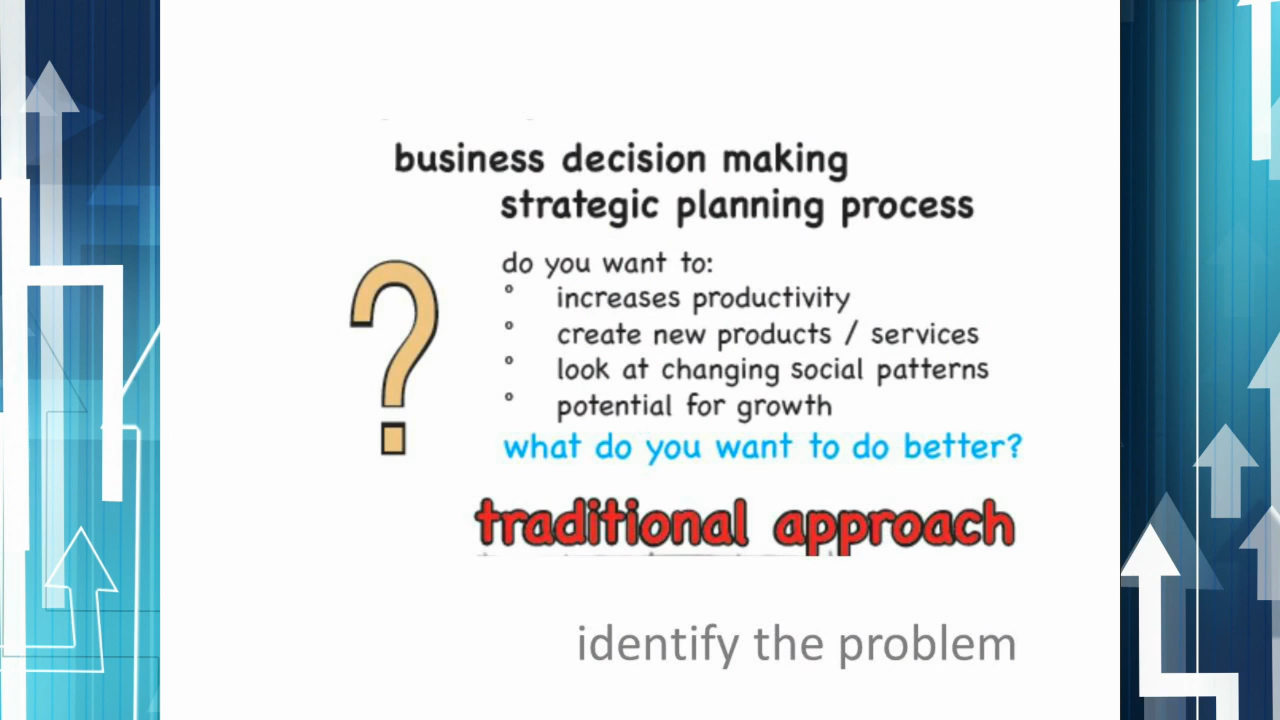 business decision making
strategic planning process
do you want to:
° increases productivity
° create new products / services
° look at changing social patterns
° potential for growth
what do you want to do better?
?
traditional approach
identify the problem